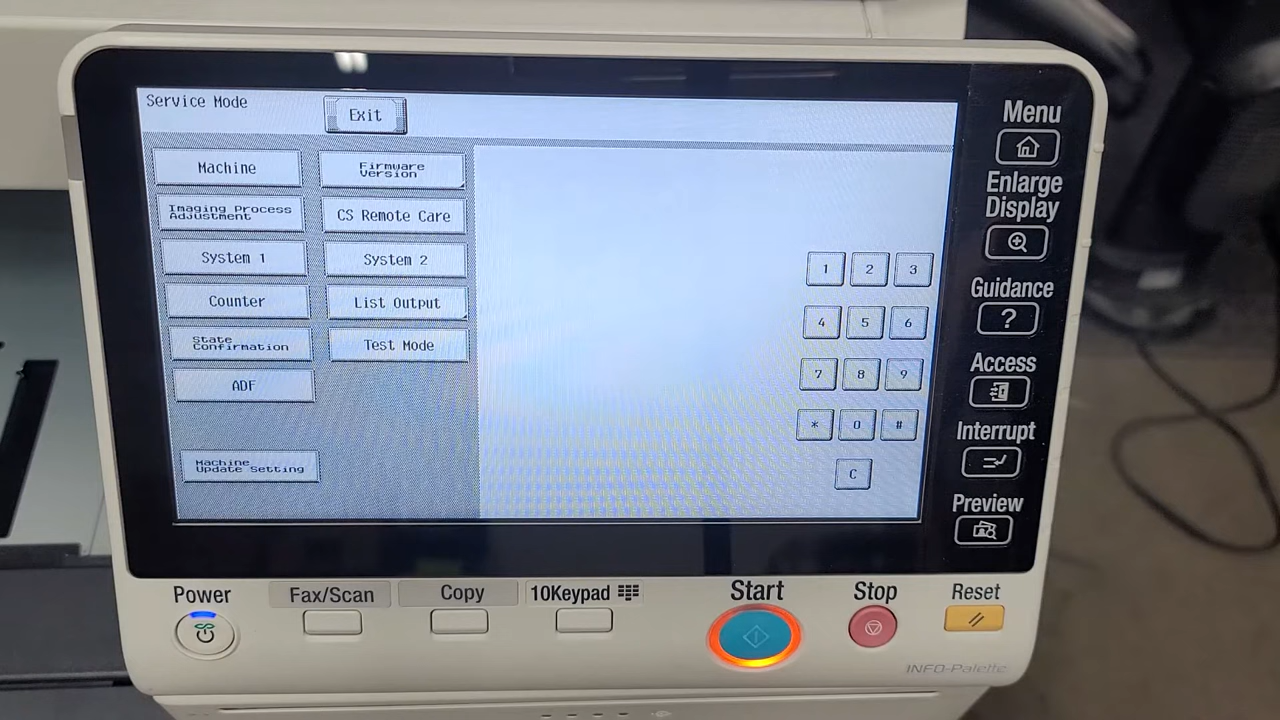 Service Mode
Exit
Machine
Firmware
Version
Imaging Process
Adjustment
CS Remote Care
System 1
System 2
Counter
List Output
State
Confirmation
Test Mode
ADF
Machine
Update Setting
1 2 3
4 5 6
7 8 9
* 0 #
C
Menu
Enlarge
Display
Guidance
?
Access
Interrupt
Preview
Power
Fax/Scan
Copy
10Keypad
Start
Stop
Reset
INFO-Palette